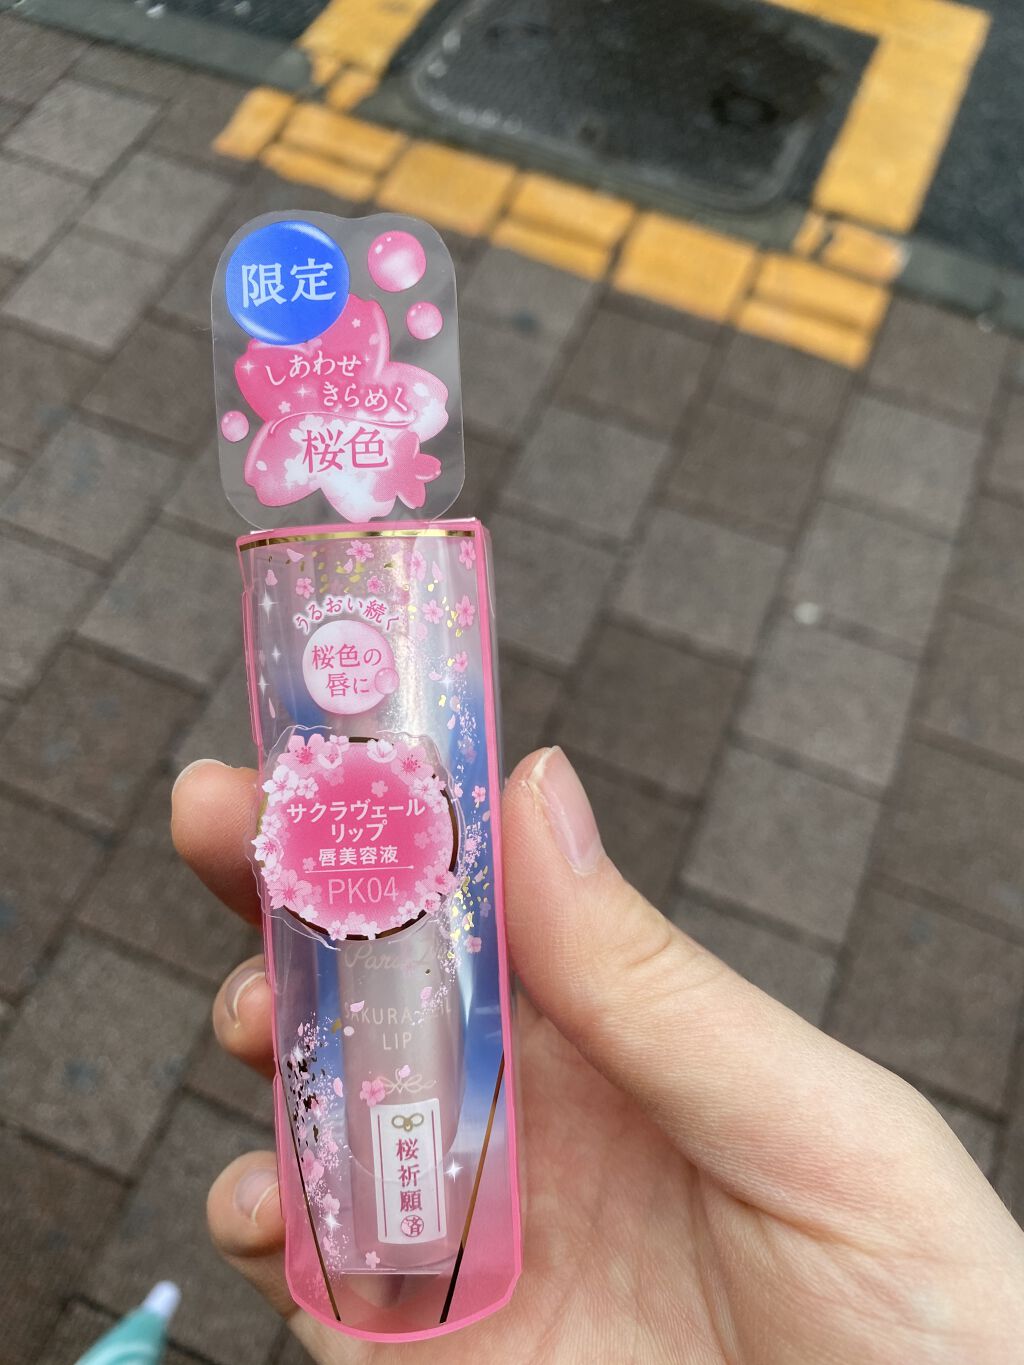 限定
しあわせ
きらめく
桜色
うるおい続く
桜色の
唇に
サクラヴェール
リップ
唇美容液
PK04
LIP
桜祈願
済